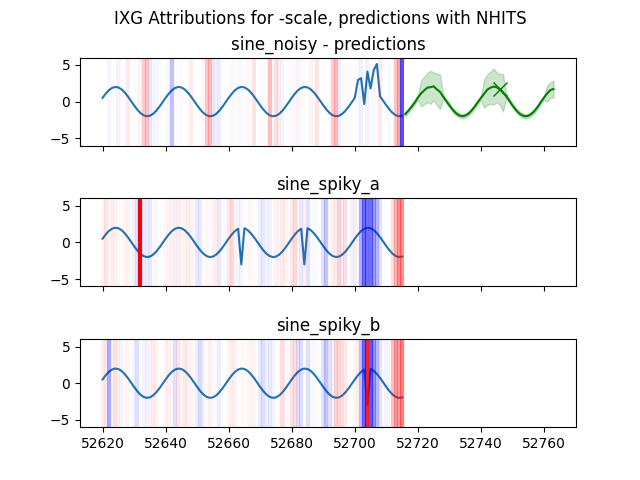 IXG Attributions for -scale, predictions with NHITS
sine_noisy - predictions
5
0
−5
sine_spiky_a
5
0
−5
sine_spiky_b
5
0
−5
52620 52640 52660 52680 52700 52720 52740 52760